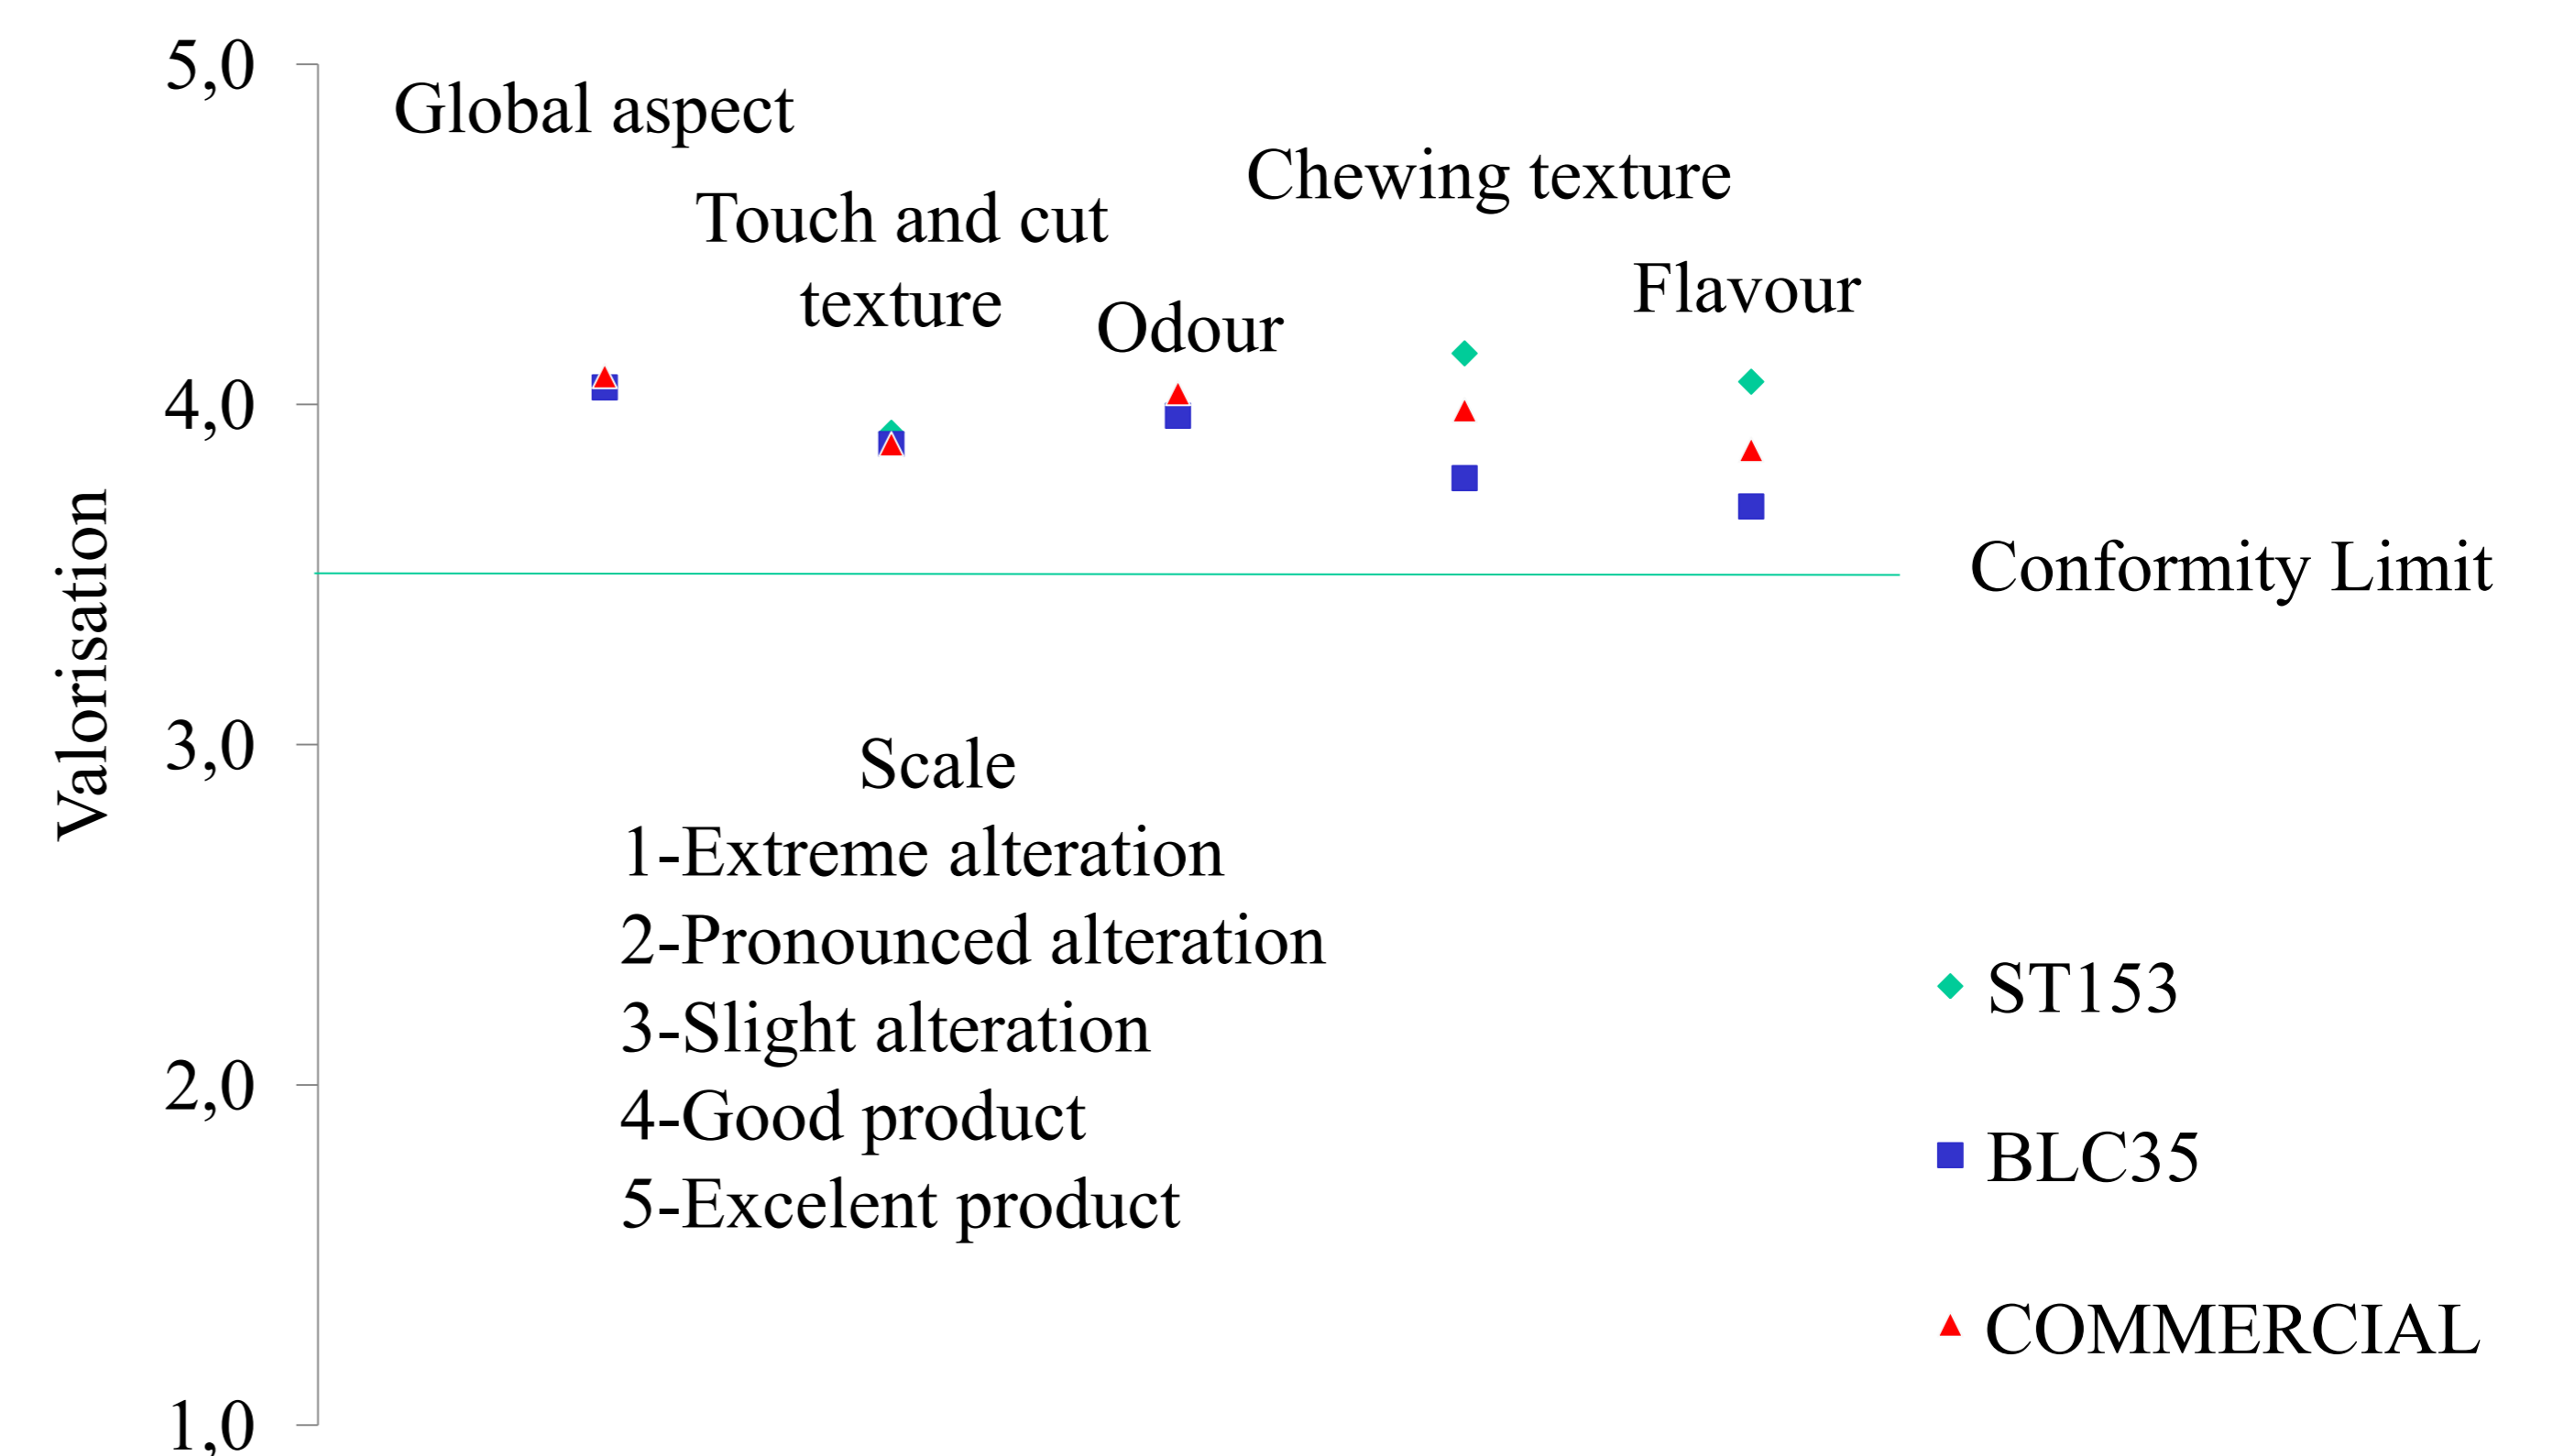 5,0
Global aspect
Chewing texture
Touch and cut
texture
Flavour
Odour
4,0
Conformity Limit
Valorisation
3,0
Scale
1-Extreme alteration
2-Pronounced alteration
3-Slight alteration
4-Good product
5-Excelent product
2,0
ST153
BLC35
COMMERCIAL
1,0